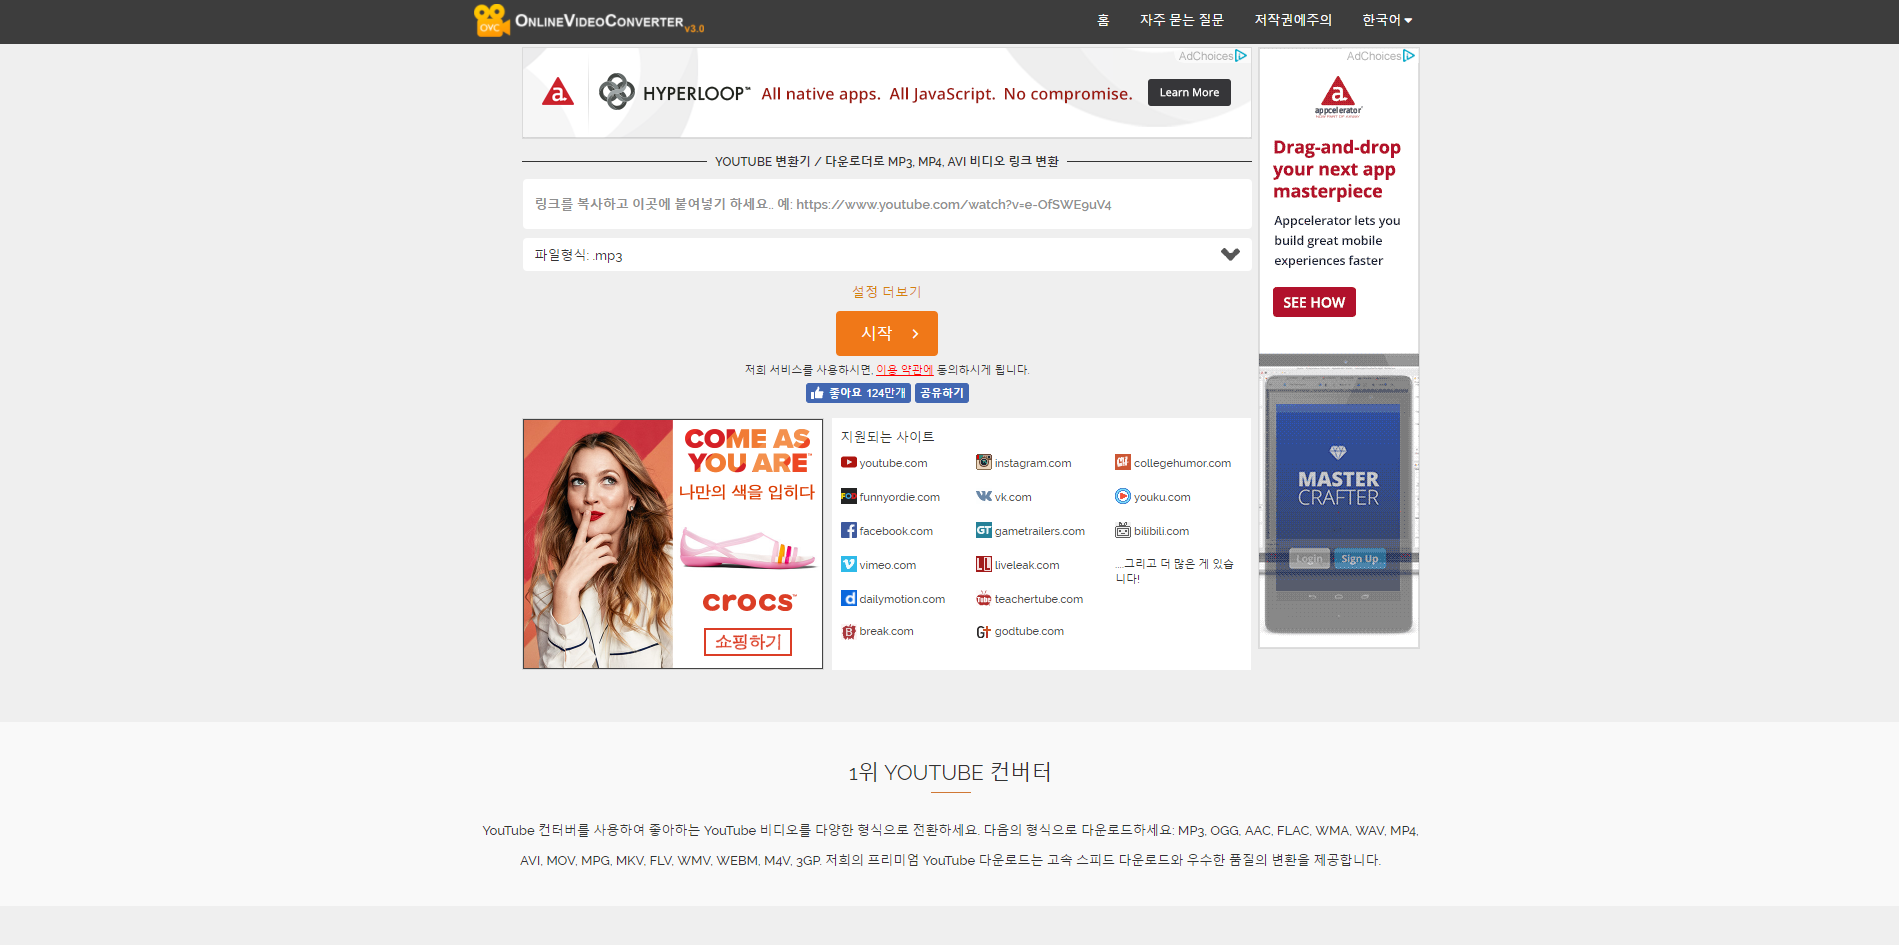 OVC ONLINEVIDEOCONVERTER v3.0
홈 자주 묻는 질문 저작권에주의 한국어
AdChoices
a HYPERLOOP™ All native apps. All JavaScript. No compromise. Learn More
YOUTUBE 변환기 / 다운로더로 MP3, MP4, AVI 비디오 링크 변환
링크를 복사하고 이곳에 붙여넣기 하세요.. 예: https://www.youtube.com/watch?v=e-OfSWE9uV4
파일형식: .mp3
설정 더보기
시작
저희 서비스를 사용하시면, 이용 약관에 동의하시게 됩니다.
좋아요 124만개 공유하기
COME AS
YOU ARE™
나만의 색을 입히다
crocs™
쇼핑하기
지원되는 사이트
youtube.com instagram.com collegehumor.com
FOD funnyordie.com vk.com youku.com
facebook.com GT gametrailers.com bilibili.com
vimeo.com LL liveleak.com ....그리고 더 많은 게 있습
니다!
dailymotion.com teachertube.com
break.com godtube.com
AdChoices
a
appcelerator
Drag-and-drop
your next app
masterpiece
Appcelerator lets you
build great mobile
experiences faster
SEE HOW
MASTER
CRAFTER
Login Sign Up
1위 YOUTUBE 컨버터
YouTube 컨터버를 사용하여 좋아하는 YouTube 비디오를 다양한 형식으로 전환하세요. 다음의 형식으로 다운로드하세요: MP3, OGG, AAC, FLAC, WMA, WAV, MP4,
AVI, MOV, MPG, MKV, FLV, WMV, WEBM, M4V, 3GP. 저희의 프리미엄 YouTube 다운로드는 고속 스피드 다운로드와 우수한 품질의 변환을 제공합니다.